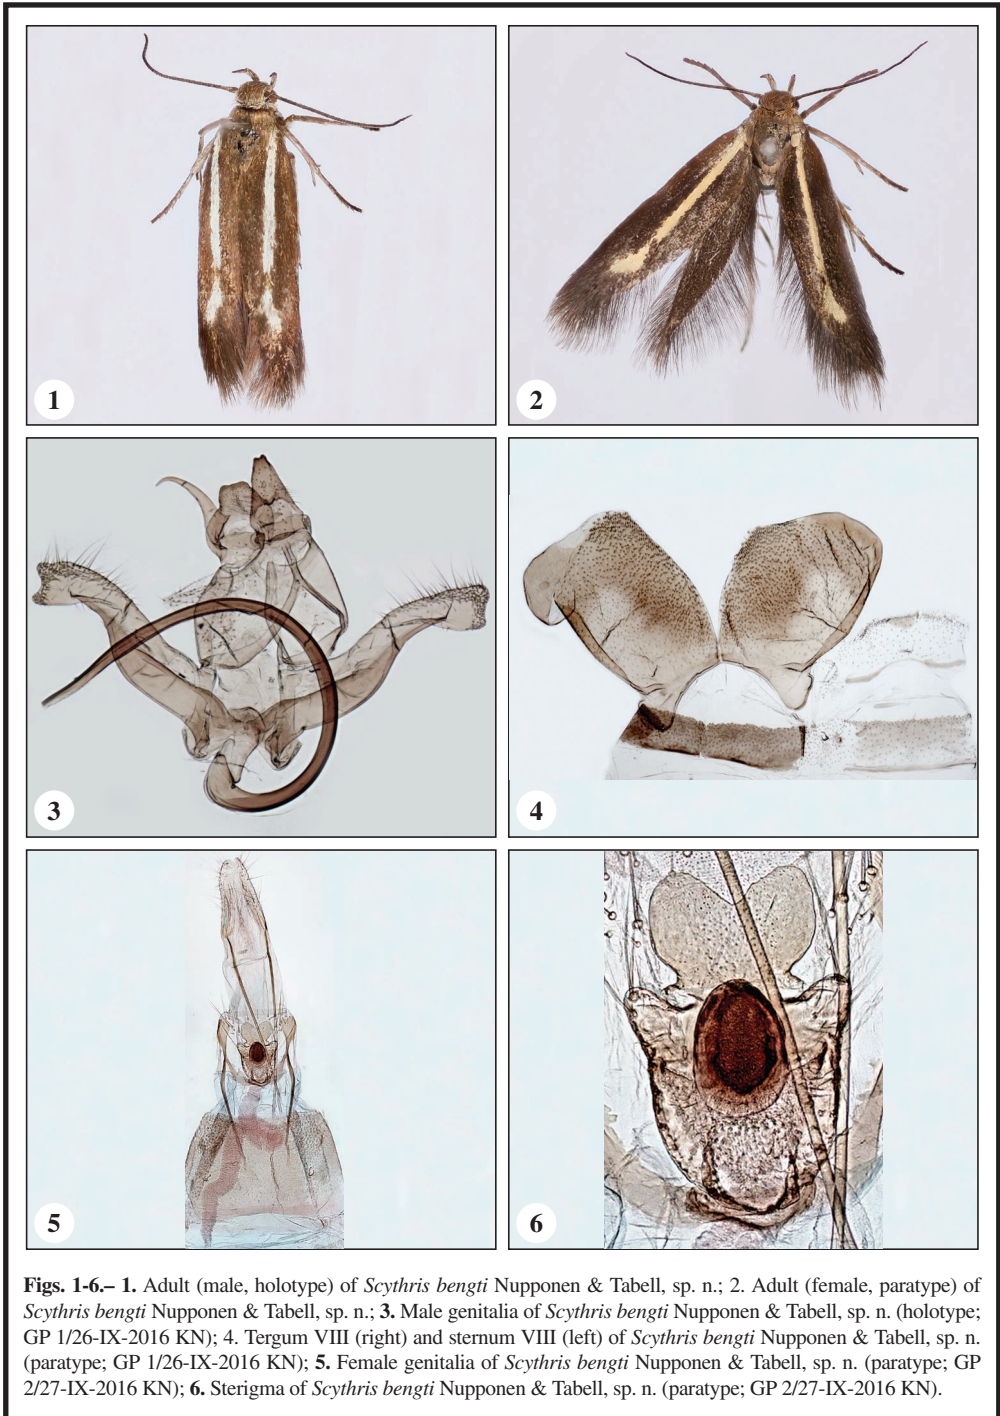 1
2
3
4
5
6
Figs. 1-6.– 1. Adult (male, holotype) of Scythris bengti Nupponen & Tabell, sp. n.; 2. Adult (female, paratype) of
Scythris bengti Nupponen & Tabell, sp. n.; 3. Male genitalia of Scythris bengti Nupponen & Tabell, sp. n. (holotype;
GP 1/26-IX-2016 KN); 4. Tergum VIII (right) and sternum VIII (left) of Scythris bengti Nupponen & Tabell, sp. n.
(paratype; GP 1/26-IX-2016 KN); 5. Female genitalia of Scythris bengti Nupponen & Tabell, sp. n. (paratype; GP
2/27-IX-2016 KN); 6. Sterigma of Scythris bengti Nupponen & Tabell, sp. n. (paratype; GP 2/27-IX-2016 KN).